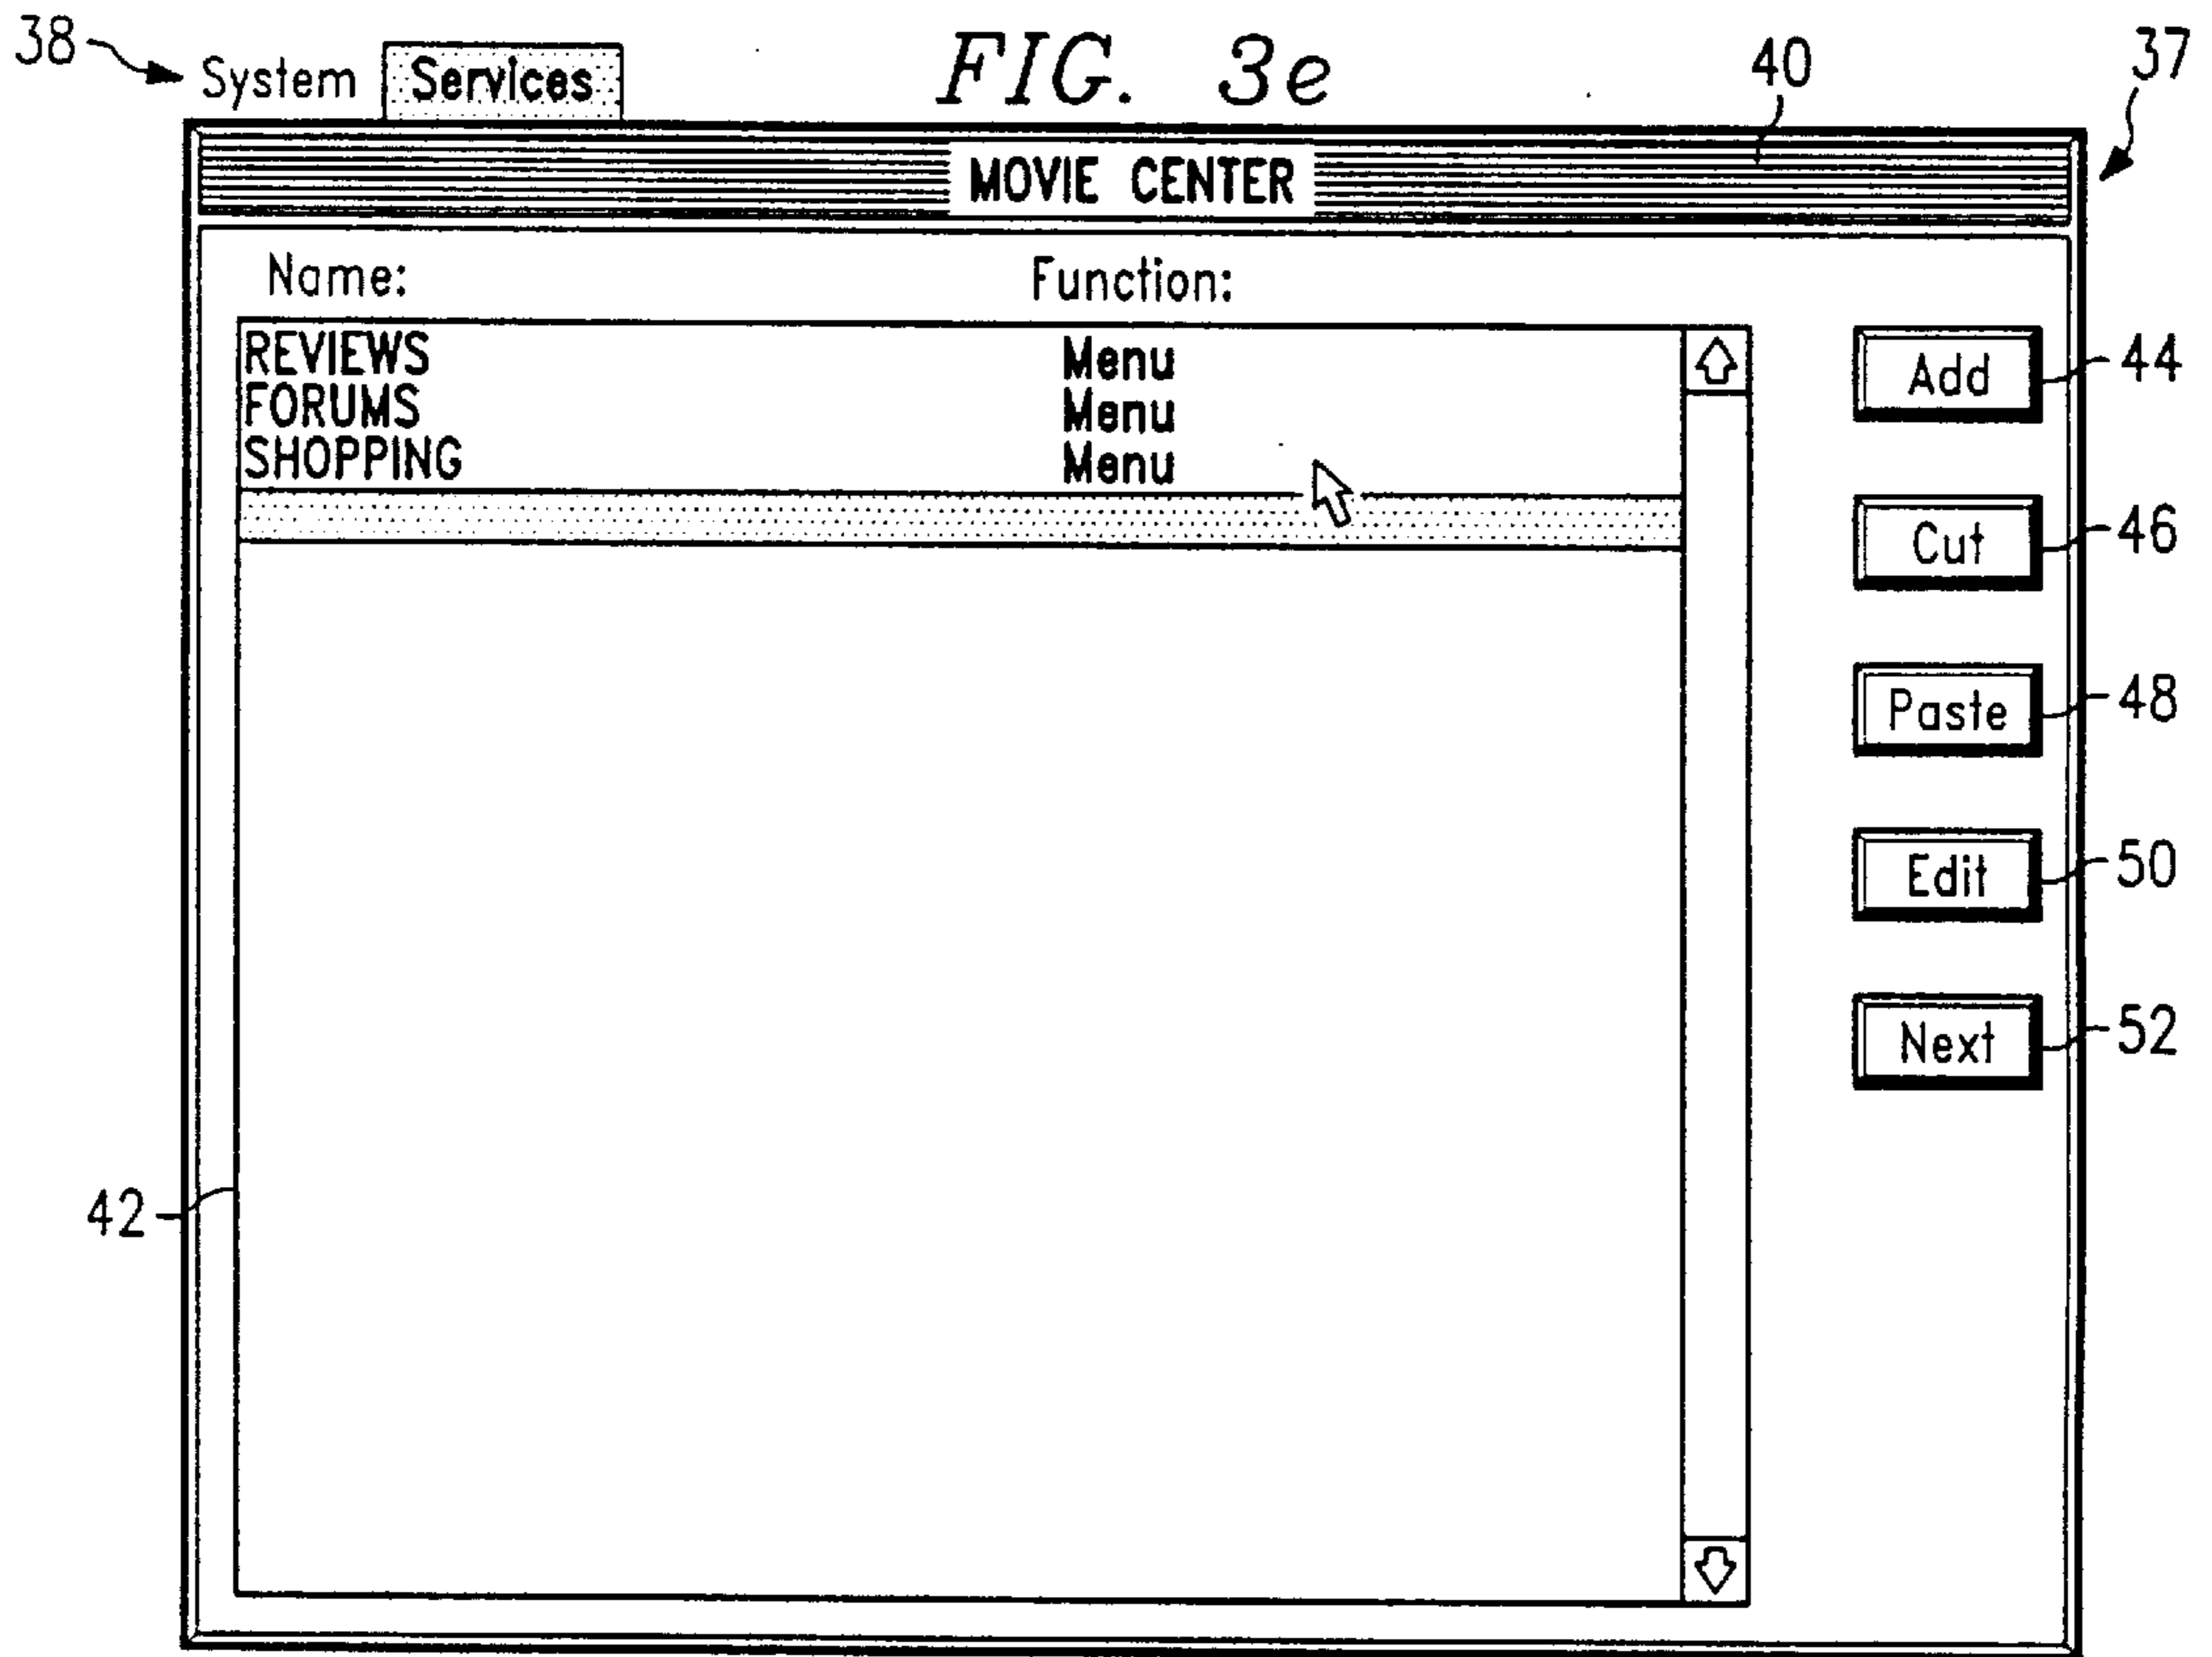 FIG. 3e
38 System Services 40 37
MOVIE CENTER
Name: Function:
REVIEWS Menu
FORUMS Menu
SHOPPING Menu
Add 44
Cut 46
Paste 48
Edit 50
Next 52
42